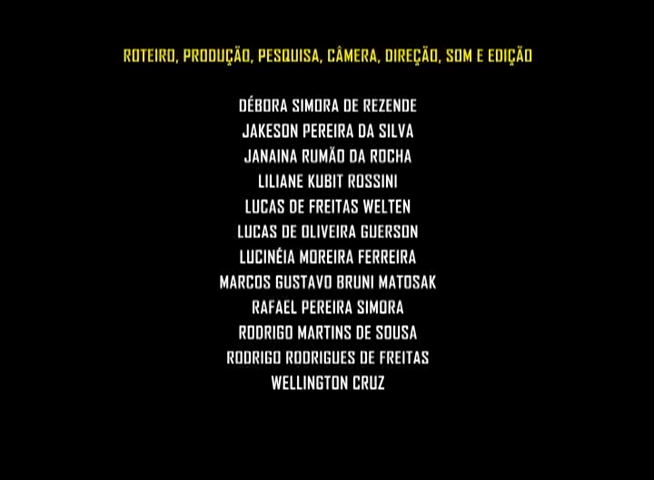 ROTEIRO, PRODUÇÃO, PESQUISA, CÂMERA, DIREÇÃO, SOM E EDIÇÃO
DÉBORA SIMORA DE REZENDE
JAKESON PEREIRA DA SILVA
JANAINA RUMÃO DA ROCHA
LILIANE KUBIT ROSSINI
LUCAS DE FREITAS WELTEN
LUCAS DE OLIVEIRA GUERSON
LUCINÉIA MOREIRA FERREIRA
MARCOS GUSTAVO BRUNI MATOSAK
RAFAEL PEREIRA SIMORA
RODRIGO MARTINS DE SOUSA
RODRIGO RODRIGUES DE FREITAS
WELLINGTON CRUZ